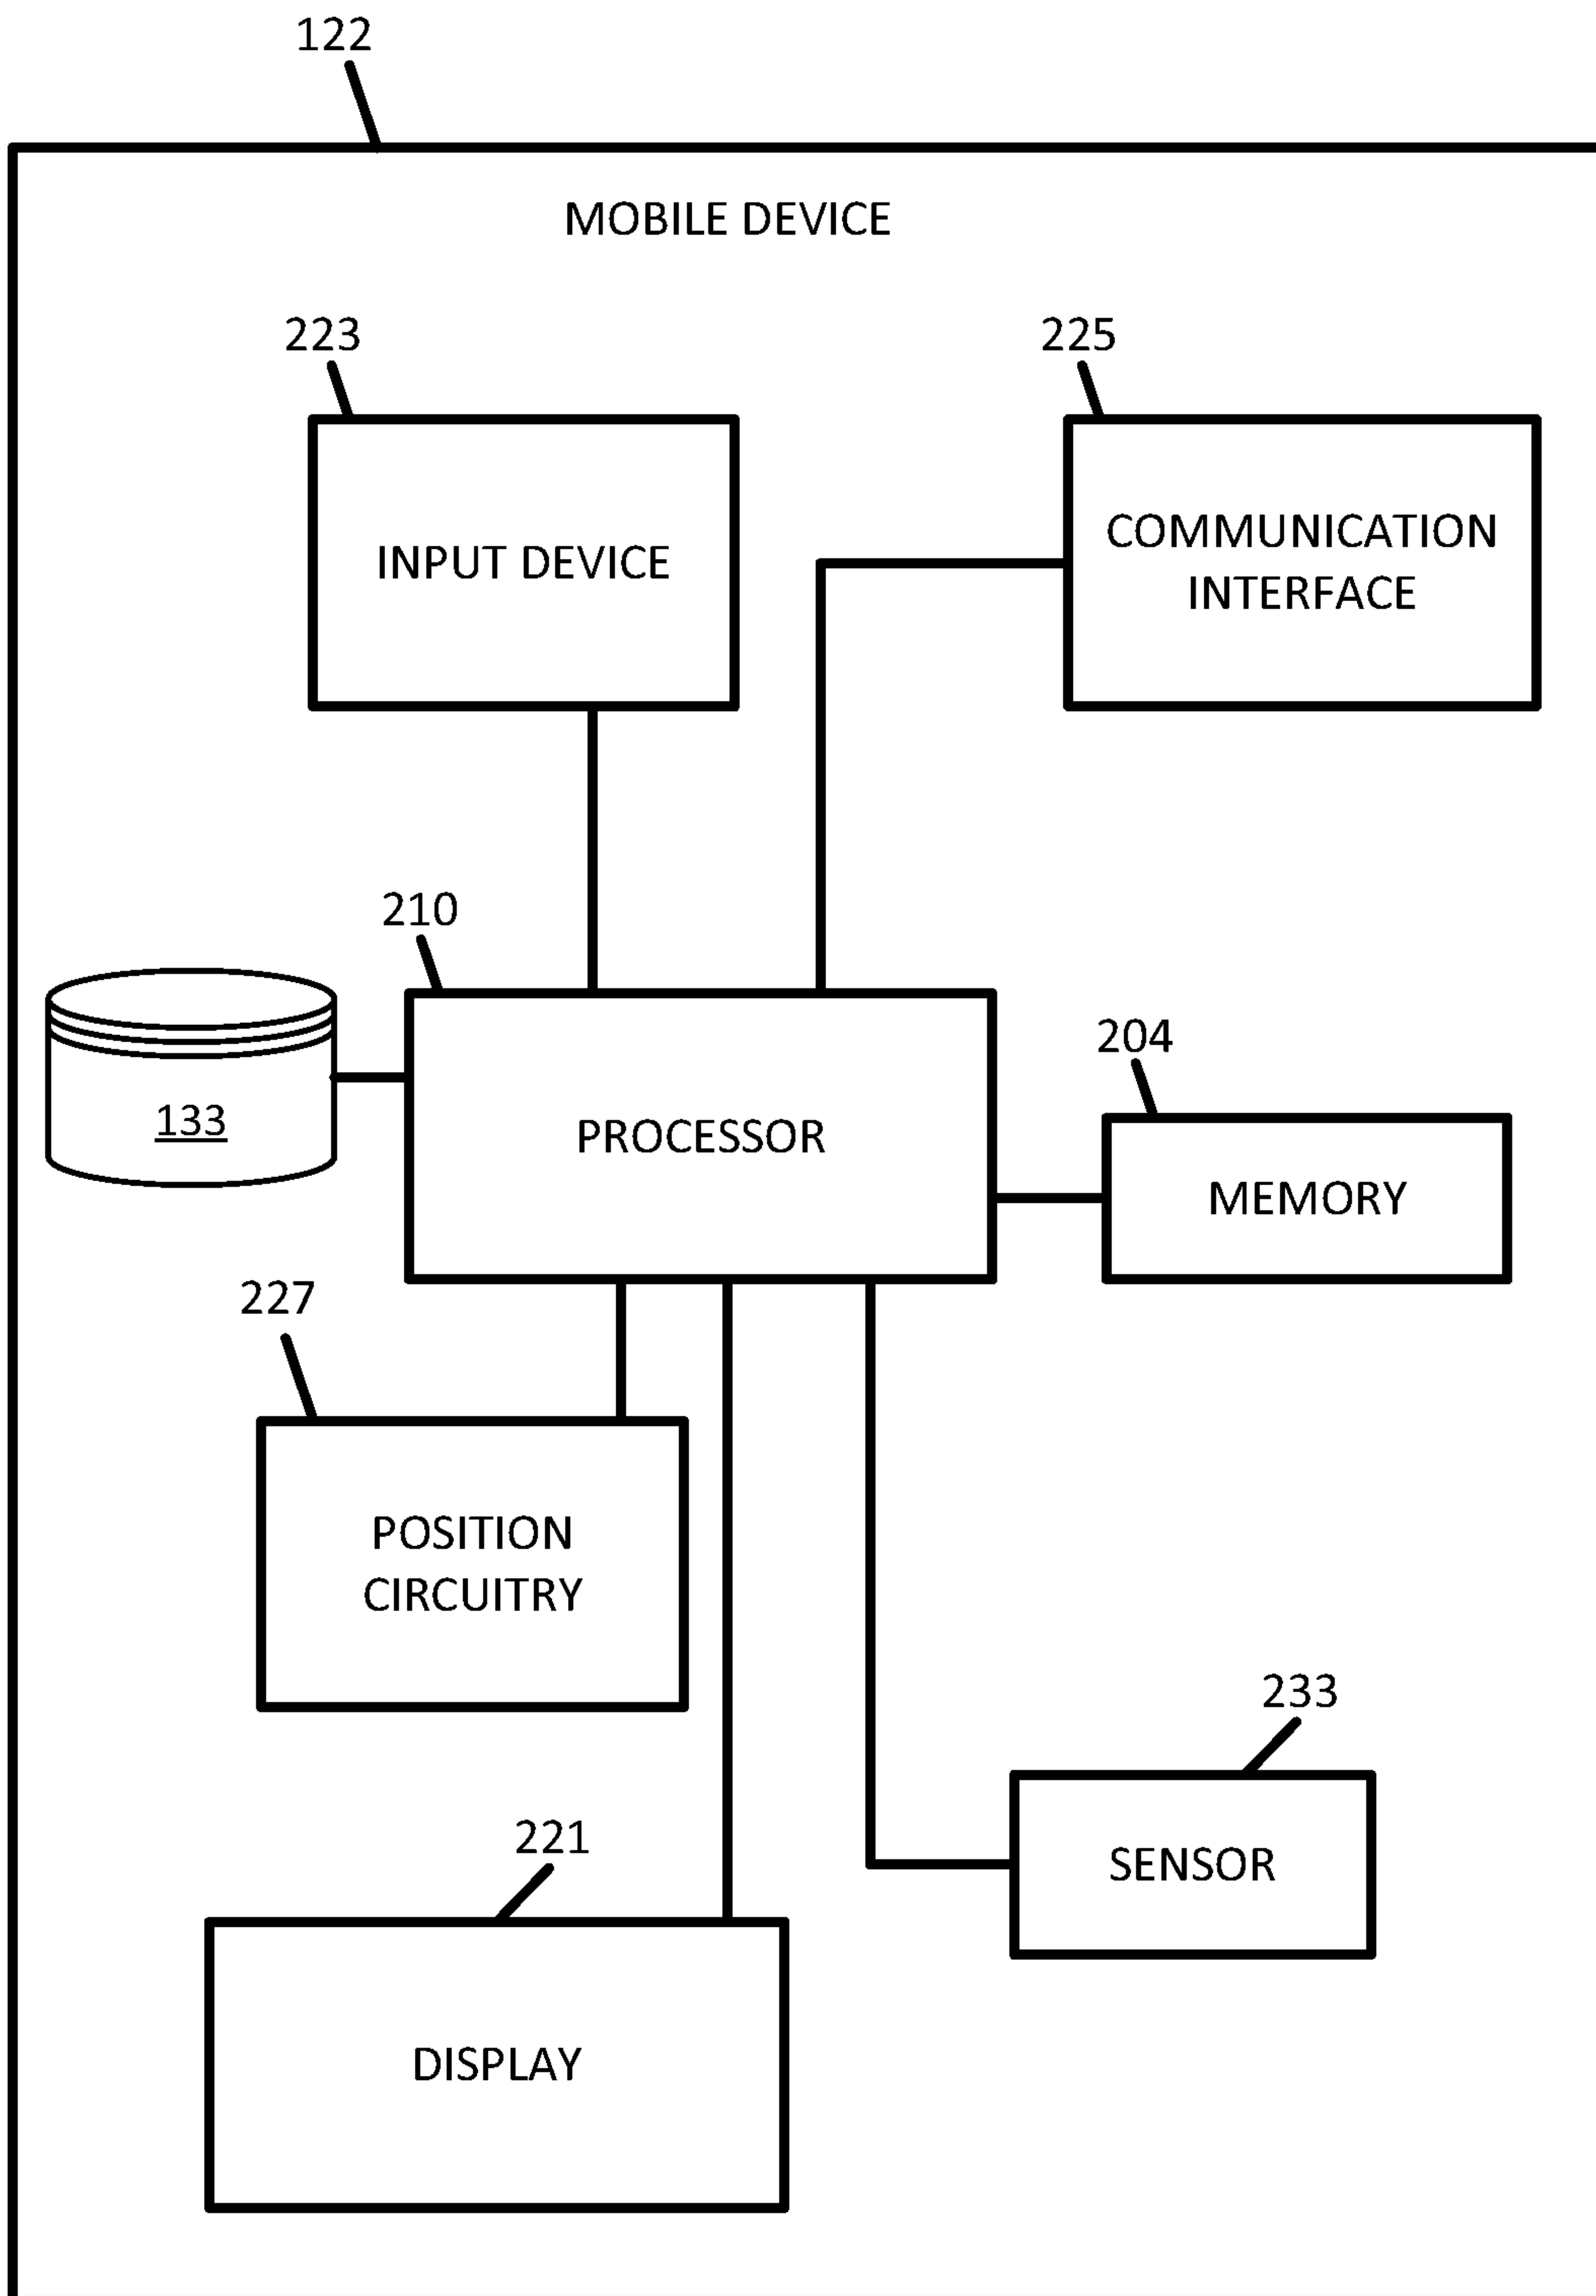 122
MOBILE DEVICE
223
225
INPUT DEVICE
COMMUNICATION
INTERFACE
210
204
133
PROCESSOR
MEMORY
227
POSITION
CIRCUITRY
233
221
SENSOR
DISPLAY